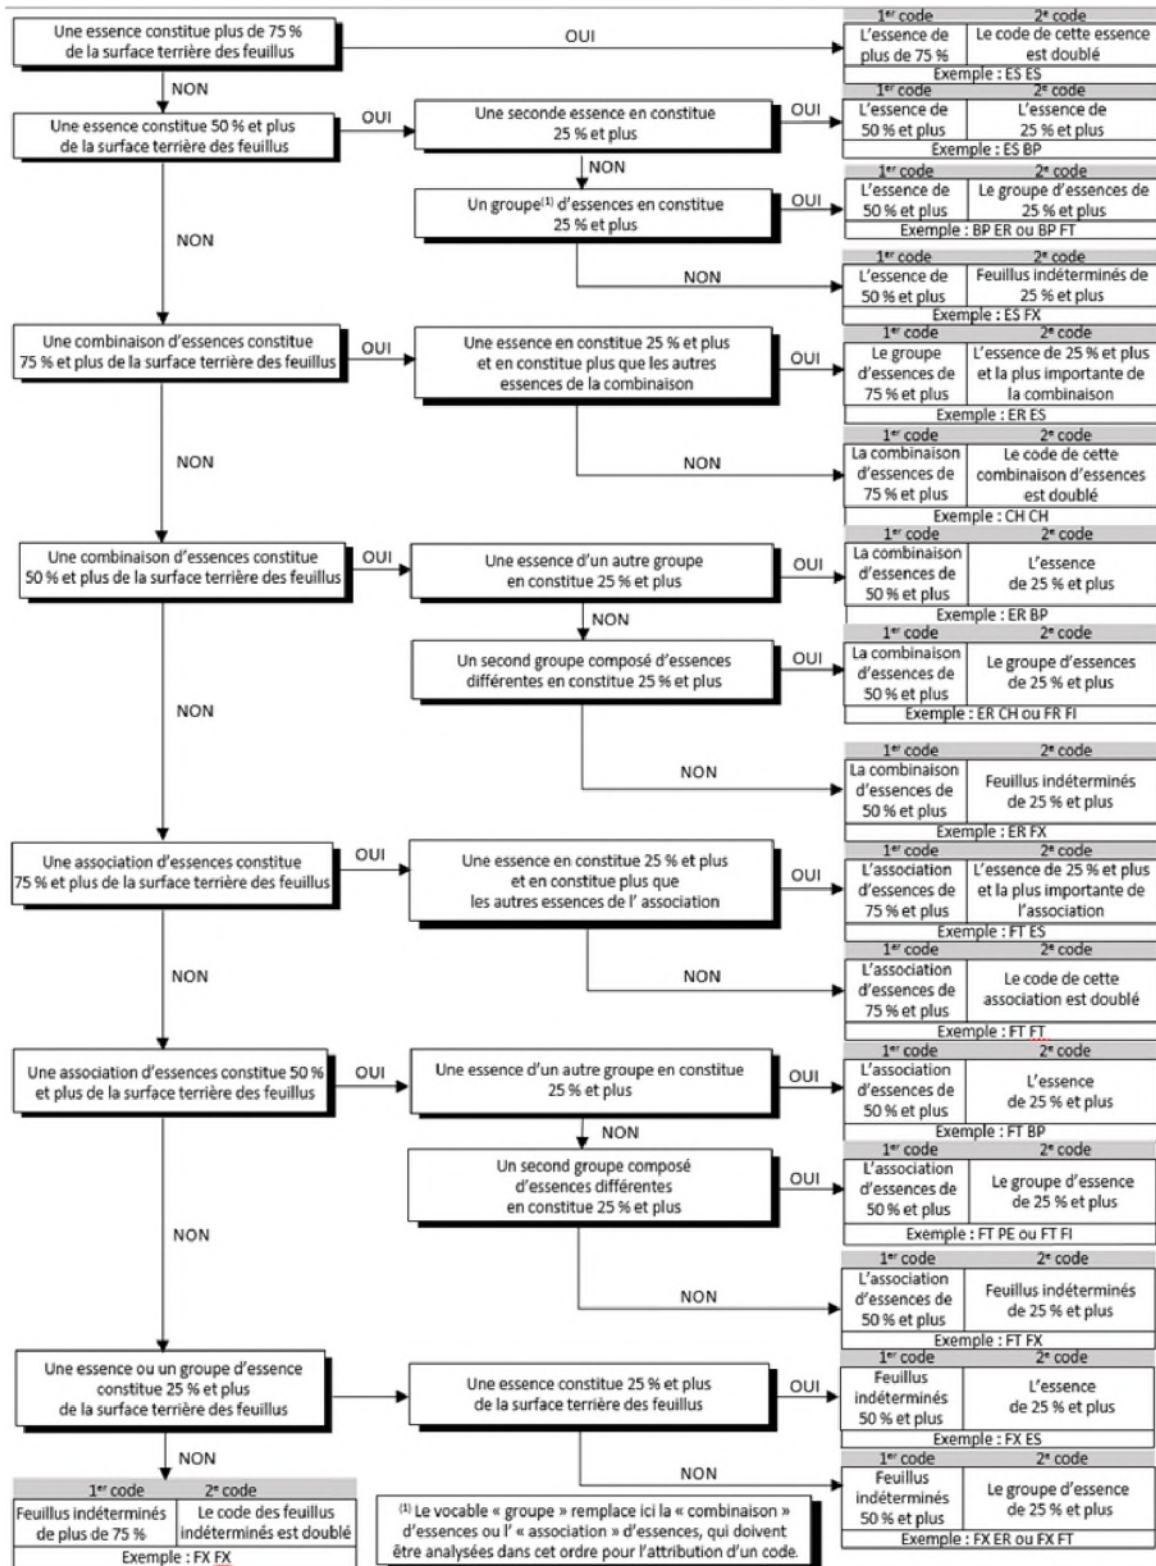 Une essence constitue plus de 75 %
de la surface terrière des feuillus
OUI
1er code 2e code
L'essence de Le code de cette essence
plus de 75 % est doublé
Exemple : ES ES
NON
Une essence constitue 50 % et plus
de la surface terrière des feuillus
OUI
Une seconde essence en constitue
25 % et plus
OUI
1er code 2e code
L'essence de L'essence de
50 % et plus 25 % et plus
Exemple : ES BP
NON
Un groupe(1) d'essences en constitue
25 % et plus
OUI
1er code 2e code
L'essence de Le groupe d'essences de
50 % et plus 25 % et plus
Exemple : BP ER ou BP FT
NON
NON
1er code 2e code
L'essence de Feuillus indéterminés de
50 % et plus 25 % et plus
Exemple : ES FX
Une combinaison d'essences constitue
75 % et plus de la surface terrière des feuillus
OUI
Une essence en constitue 25 % et plus
et en constitue plus que les autres
essences de la combinaison
OUI
1er code 2e code
Le groupe L'essence de 25 % et plus
d'essences de et la plus importante de
75 % et plus la combinaison
Exemple : ER ES
NON
NON
1er code 2e code
La combinaison Le code de cette
d'essences de combinaison d'essences
75 % et plus est doublé
Exemple : CH CH
Une combinaison d'essences constitue
50 % et plus de la surface terrière des feuillus
OUI
Une essence d'un autre groupe
en constitue 25 % et plus
OUI
1er code 2e code
La combinaison L'essence
d'essences de de 25 % et plus
50 % et plus
Exemple : ER BP
NON
Un second groupe composé d'essences
différentes en constitue 25 % et plus
OUI
1er code 2e code
La combinaison Le groupe d'essences
d'essences de de 25 % et plus
50 % et plus
Exemple : ER CH ou FR FI
NON
NON
1er code 2e code
La combinaison Feuillus indéterminés
d'essences de de 25 % et plus
50 % et plus
Exemple : ER FX
Une association d'essences constitue
75 % et plus de la surface terrière des feuillus
OUI
Une essence en constitue 25 % et plus
et en constitue plus que
les autres essences de l' association
OUI
1er code 2e code
L'association L'essence de 25 % et plus
d'essences de et la plus importante de
75 % et plus l'association
Exemple : FT ES
NON
NON
1er code 2e code
L'association Le code de cette
d'essences de association est doublé
75 % et plus
Exemple : FT FT
Une association d'essences constitue 50 %
et plus de la surface terrière des feuillus
OUI
Une essence d'un autre groupe en constitue
25 % et plus
OUI
1er code 2e code
L'association L'essence
d'essences de de 25 % et plus
50 % et plus
Exemple : FT BP
NON
Un second groupe composé
d'essences différentes
en constitue 25 % et plus
OUI
1er code 2e code
L'association Le groupe d'essence
d'essences de de 25 % et plus
50 % et plus
Exemple : FT PE ou FT FI
NON
NON
1er code 2e code
L'association Feuillus indéterminés
d'essences de de 25 % et plus
50 % et plus
Exemple : FT FX
Une essence ou un groupe d'essence
constitue 25 % et plus
de la surface terrière des feuillus
Une essence constitue 25 % et plus
de la surface terrière des feuillus
OUI
1er code 2e code
Feuillus L'essence
indéterminés de 25 % et plus
50 % et plus
Exemple : FX ES
NON
NON
1er code 2e code
Feuillus Le groupe d'essence
indéterminés de 25 % et plus
50 % et plus
Exemple : FX ER ou FX FT
1er code 2e code
Feuillus indéterminés Le code des feuillus
de plus de 75 % indéterminés est doublé
Exemple : FX FX
(1) Le vocable « groupe » remplace ici la « combinaison »
d'essences ou l' « association » d'essences, qui doivent
être analysées dans cet ordre pour l'attribution d'un code.